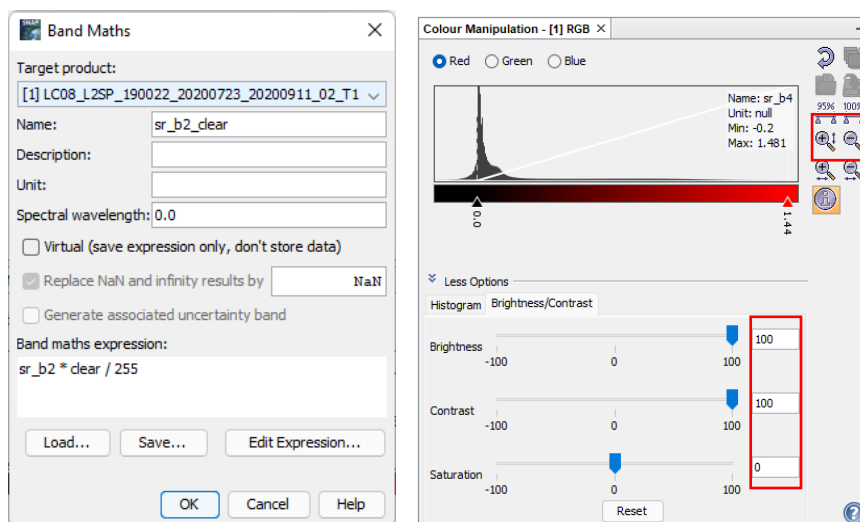 Band Maths
Target product:
[1] LC08_L2SP_190022_20200723_20200911_02_T1
Name:
sr_b2_clear
Description:
Unit:
Spectral wavelength:
0.0
Virtual (save expression only, don't store data)
Replace NaN and infinity results by
NaN
Generate associated uncertainty band
Band maths expression:
sr_b2 * clear / 255
Load...
Save...
Edit Expression...
OK
Cancel
Help
Colour Manipulation - [1] RGB
Red
Green
Blue
Name: sr_b4
Unit: null
Min: -0.2
Max: 1.481
95%
100%
0.0
1.44
Less Options
Histogram
Brightness/Contrast
Brightness
-100
0
100
100
Contrast
-100
0
100
100
Saturation
-100
0
100
0
Reset